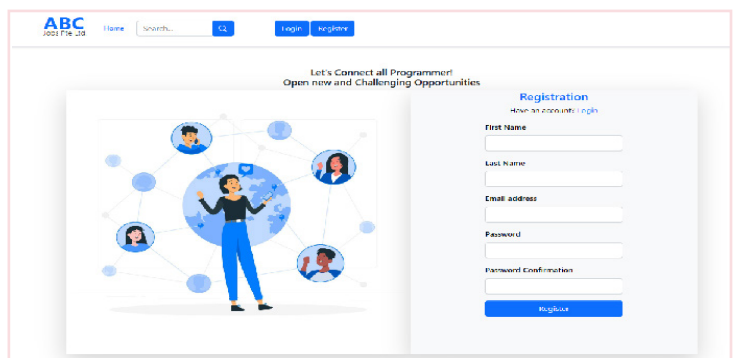 ABC
Jobs Pte Ltd
Home
Search...
Login
Register
Let's Connect all Programmer!
Open new and Challenging Opportunities
Registration
Have an account? Login
First Name
Last Name
Email address
Password
Password Confirmation
Register